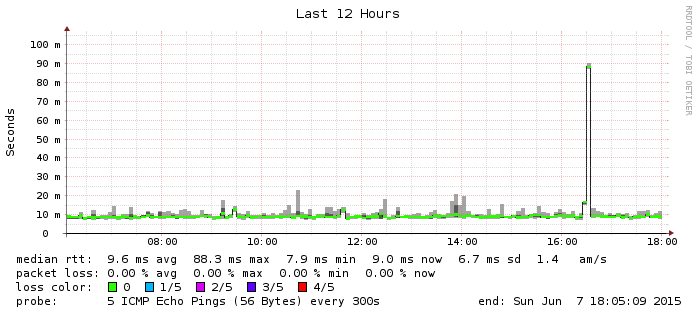 Last 12 Hours
RRDTOOL / TOBI OETIKER
Seconds
100 m
90 m
80 m
70 m
60 m
50 m
40 m
30 m
20 m
10 m
0
08:00 10:00 12:00 14:00 16:00 18:00
median rtt: 9.6 ms avg 88.3 ms max 7.9 ms min 9.0 ms now 6.7 ms sd 1.4 am/s
packet loss: 0.00 % avg 0.00 % max 0.00 % min 0.00 % now
loss color: 0 1/5 2/5 3/5 4/5
probe: 5 ICMP Echo Pings (56 Bytes) every 300s end: Sun Jun 7 18:05:09 2015